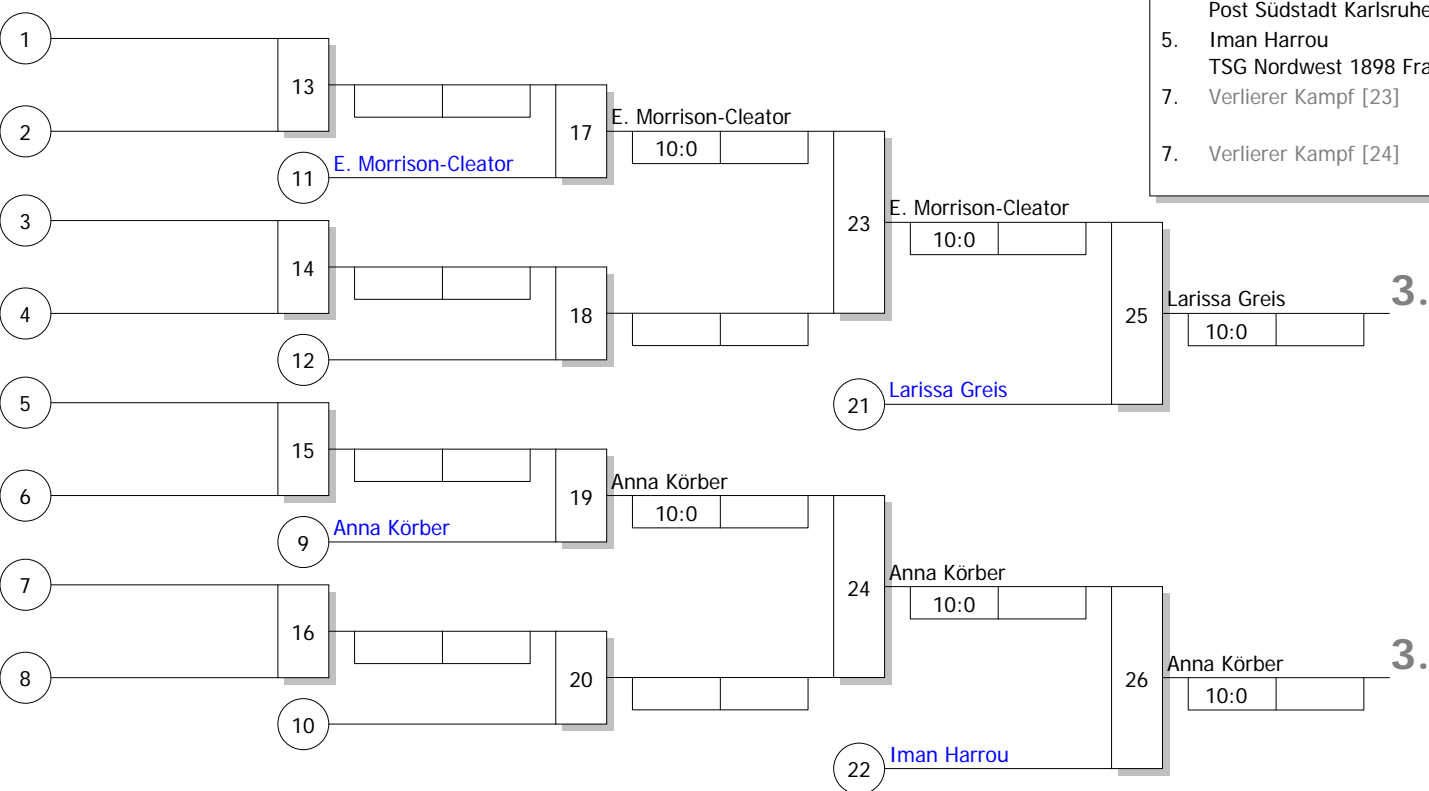 Post Südstadt Karlsruhe
5. Iman Harrou
TSG Nordwest 1898 Fra
7. Verlierer Kampf [23]
7. Verlierer Kampf [24]
1
13
2
17
E. Morrison-Cleator
10:0
11
E. Morrison-Cleator
3
14
4
18
12
23
E. Morrison-Cleator
10:0
25
Larissa Greis
10:0
3.
21
Larissa Greis
5
15
6
19
Anna Körber
10:0
9
Anna Körber
7
16
8
20
10
24
Anna Körber
10:0
26
Anna Körber
10:0
3.
22
Iman Harrou